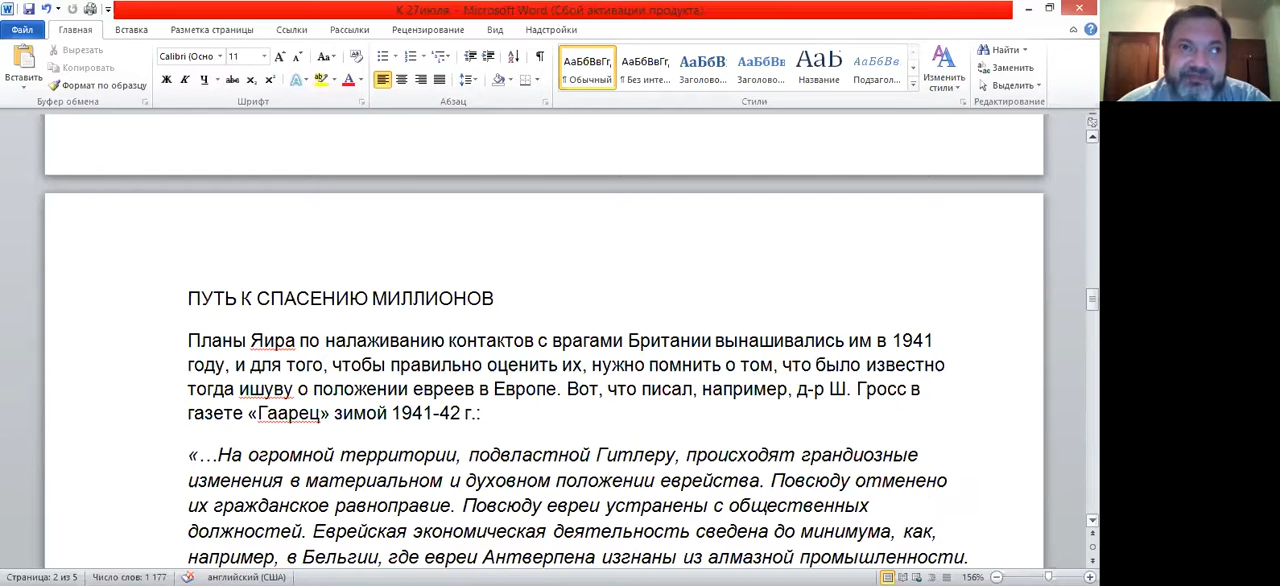 К 27июля. - Microsoft Word (Сбой активации продукта)
Файл Главная Вставка Разметка страницы Ссылки Рассылки Рецензирование Вид Надстройки
Вставить
Вырезать
Копировать
Формат по образцу
Буфер обмена
Calibri (Осно 11
Шрифт
Абзац
АаБбВвГг, АаБбВвГг, АаБбВ АаБбВв АаБ АаБбВв
¶ Обычный ¶ Без инте... Заголово... Заголово... Название Подзагол...
Стили
Изменить стили
Найти
Заменить
Выделить
Редактирование
ПУТЬ К СПАСЕНИЮ МИЛЛИОНОВ
Планы Яира по налаживанию контактов с врагами Британии вынашивались им в 1941
году, и для того, чтобы правильно оценить их, нужно помнить о том, что было известно
тогда ишуву о положении евреев в Европе. Вот, что писал, например, д-р Ш. Гросс в
газете «Гаарец» зимой 1941-42 г.:
«…На огромной территории, подвластной Гитлеру, происходят грандиозные
изменения в материальном и духовном положении еврейства. Повсюду отменено
их гражданское равноправие. Повсюду евреи устранены с общественных
должностей. Еврейская экономическая деятельность сведена до минимума, как,
например, в Бельгии, где евреи Антверпена изгнаны из алмазной промышленности.
Страница: 2 из 5 Число слов: 1 177 английский (США) 156%